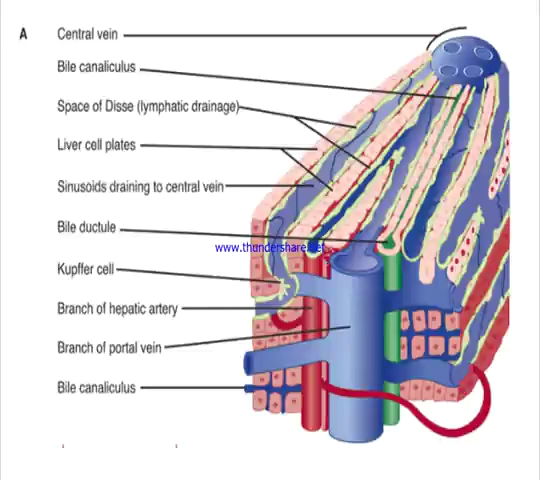 A
Central vein
Bile canaliculus
Space of Disse (lymphatic drainage)
Liver cell plates
Sinusoids draining to central vein
Bile ductule
www.thundershare.net
Kupffer cell
Branch of hepatic artery
Branch of portal vein
Bile canaliculus